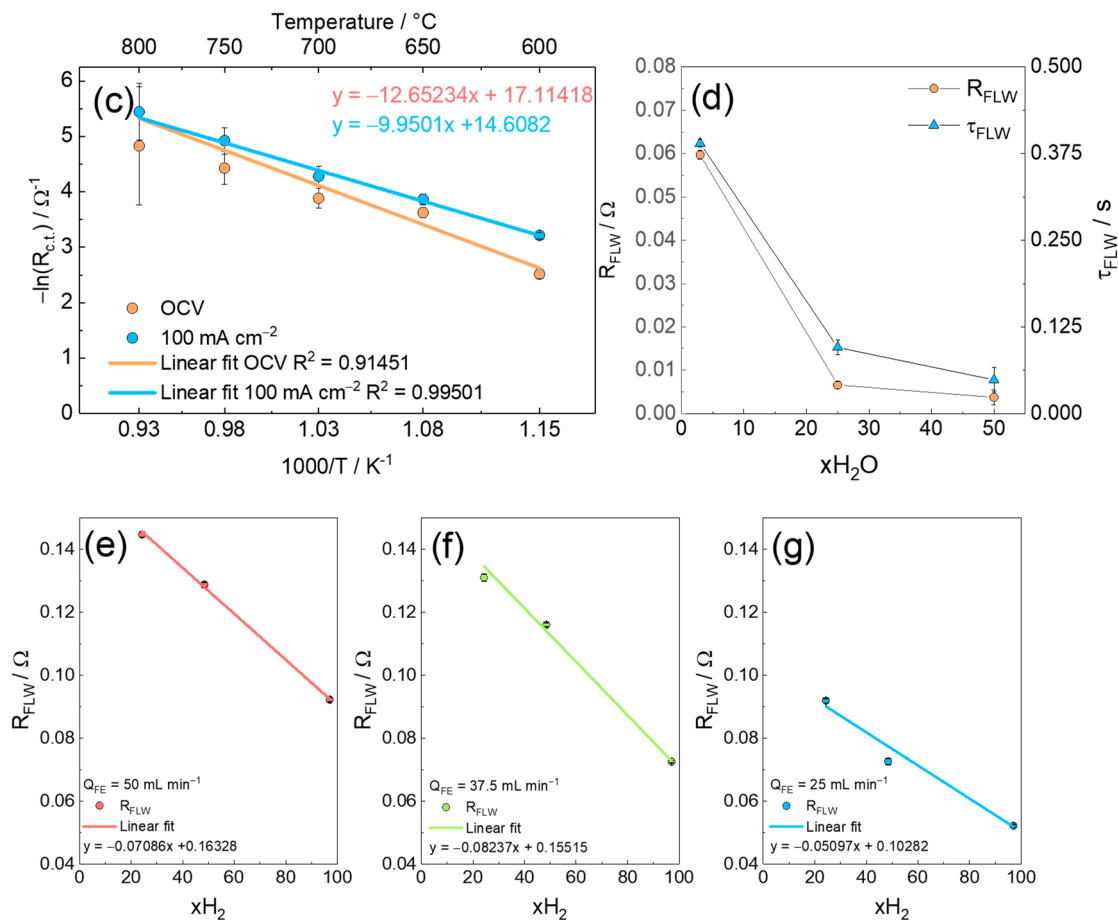 Temperature / °C
800 750 700 650 600
(c)
y = −12.65234x + 17.11418
y = −9.9501x +14.6082
−ln(Rc.t.) / Ω-1
6
5
4
3
2
1
0
OCV
100 mA cm−2
Linear fit OCV R2 = 0.91451
Linear fit 100 mA cm−2 R2 = 0.99501
0.93 0.98 1.03 1.08 1.15
1000/T / K-1
(d)
RFLW
τFLW
RFLW / Ω
0.08
0.07
0.06
0.05
0.04
0.03
0.02
0.01
0.00
0.500
0.375
0.250
0.125
0.000
τFLW / s
0 10 20 30 40 50
xH2O
(e)
RFLW / Ω
0.14
0.12
0.10
0.08
0.06
0.04
QFE = 50 mL min−1
RFLW
Linear fit
y = −0.07086x +0.16328
0 20 40 60 80 100
xH2
(f)
RFLW / Ω
0.14
0.12
0.10
0.08
0.06
0.04
QFE = 37.5 mL min−1
RFLW
Linear fit
y = −0.08237x + 0.15515
0 20 40 60 80 100
xH2
(g)
RFLW / Ω
0.14
0.12
0.10
0.08
0.06
0.04
QFE = 25 mL min−1
RFLW
Linear fit
y = −0.05097x + 0.10282
0 20 40 60 80 100
xH2